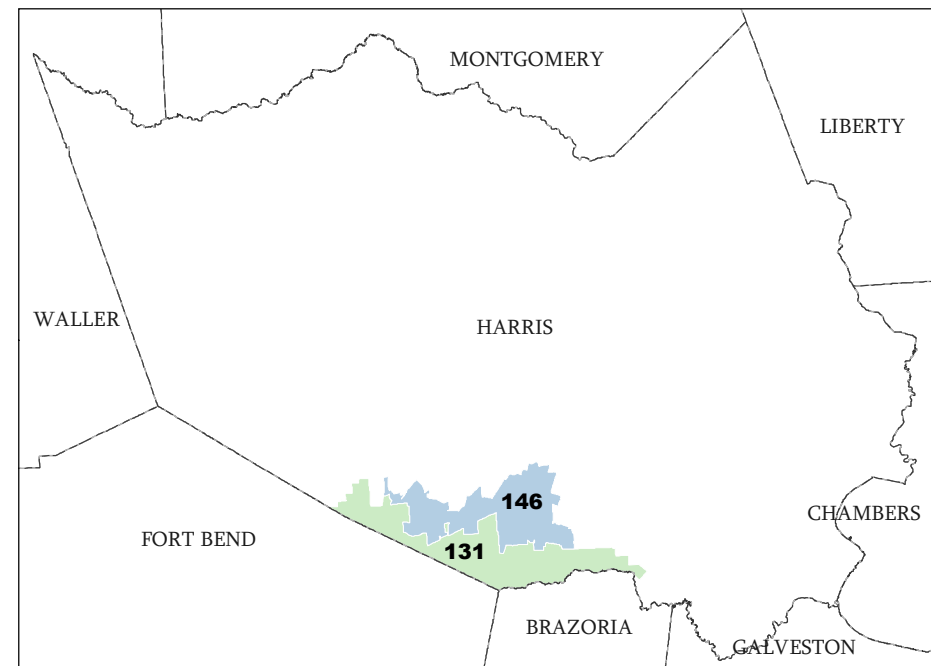 MONTGOMERY
LIBERTY
WALLER
HARRIS
146
CHAMBERS
FORT BEND
131
BRAZORIA
GALVESTON